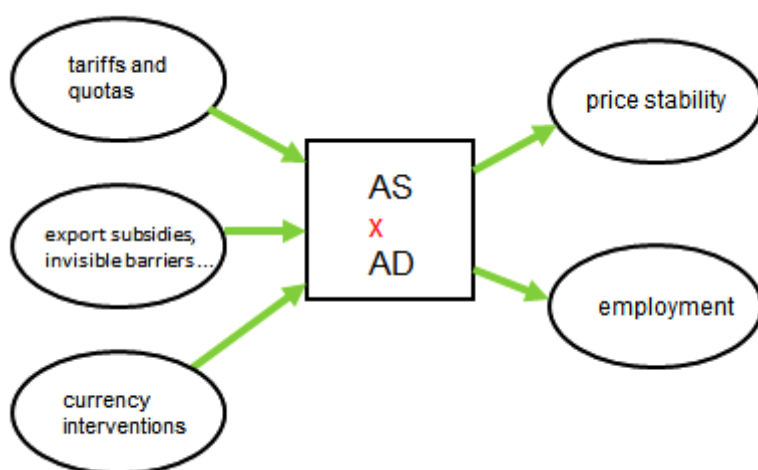 tariffs and
quotas
export subsidies,
invisible barriers...
currency
interventions
AS
x
AD
price stability
employment